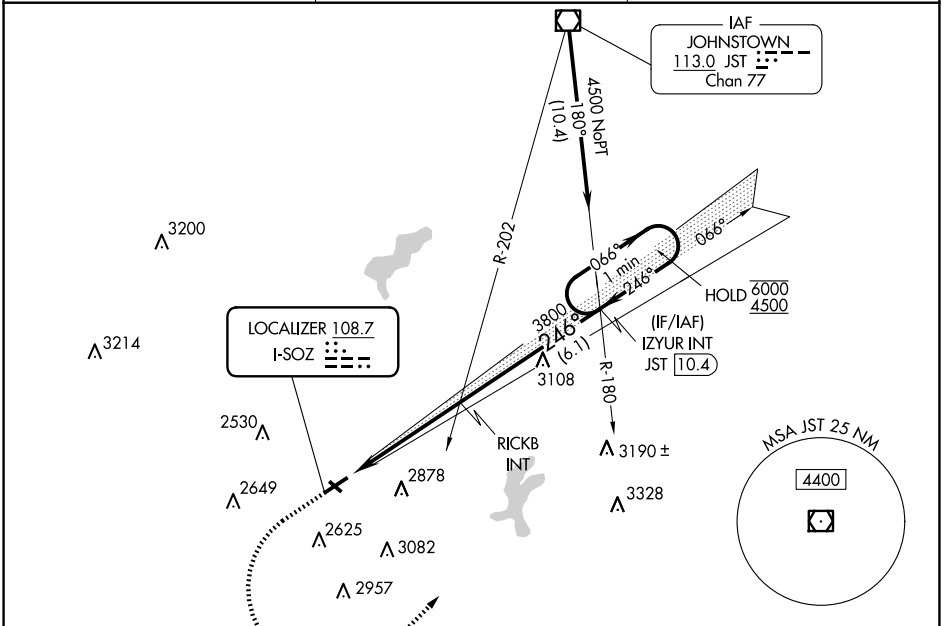 IAF
JOHNSTOWN
113.0 JST
Chan 77
4500 NoPT
180°
(10.4)
R-202
3200
066°
1 min
246°
066°
HOLD 6000
4500
3800
246°
(6.1)
(IF/IAF)
IZYUR INT
JST 10.4
LOCALIZER 108.7
I-SOZ
3214
3108
R-180
2530
RICKB
INT
3190 ±
MSA JST 25 NM
4400
2649
2878
3328
2625
3082
2957